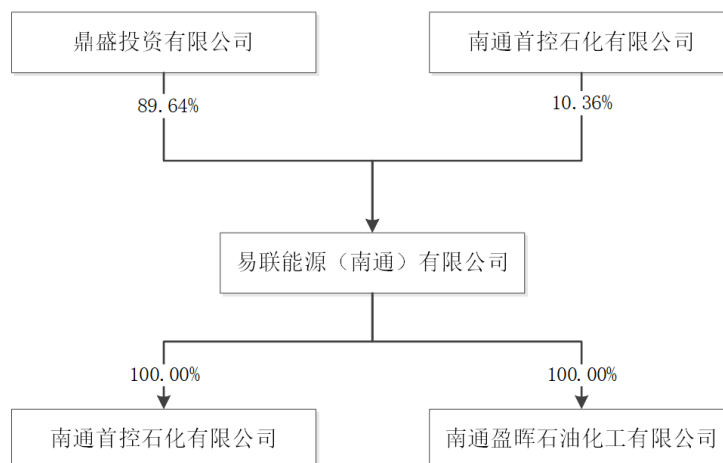 鼎盛投资有限公司
南通首控石化有限公司
89.64%
10.36%
易联能源（南通）有限公司
100.00%
100.00%
南通首控石化有限公司
南通盈晖石油化工有限公司